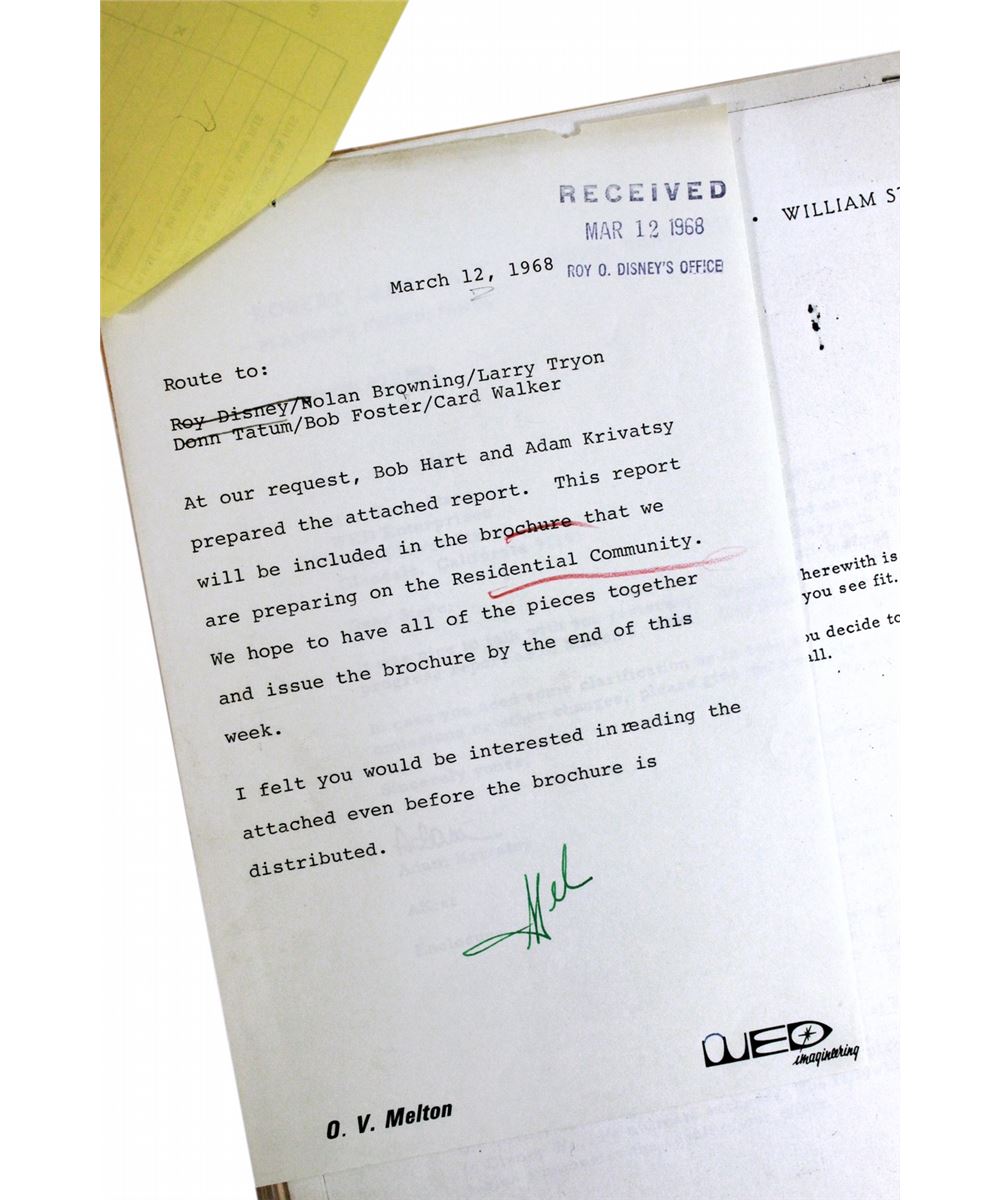 RECEIVED
MAR 12 1968
ROY O. DISNEY'S OFFICE
March 12, 1968
Route to:
Roy Disney/Nolan Browning/Larry Tryon
Donn Tatum/Bob Foster/Card Walker
At our request, Bob Hart and Adam Krivatsy
prepared the attached report. This report
will be included in the brochure that we
are preparing on the Residential Community.
We hope to have all of the pieces together
and issue the brochure by the end of this
week.
I felt you would be interested in reading the
attached even before the brochure is
distributed.
Mel
WED
imagineering
O. V. Melton
WILLIAM
herewith is
you see fit.
decide to